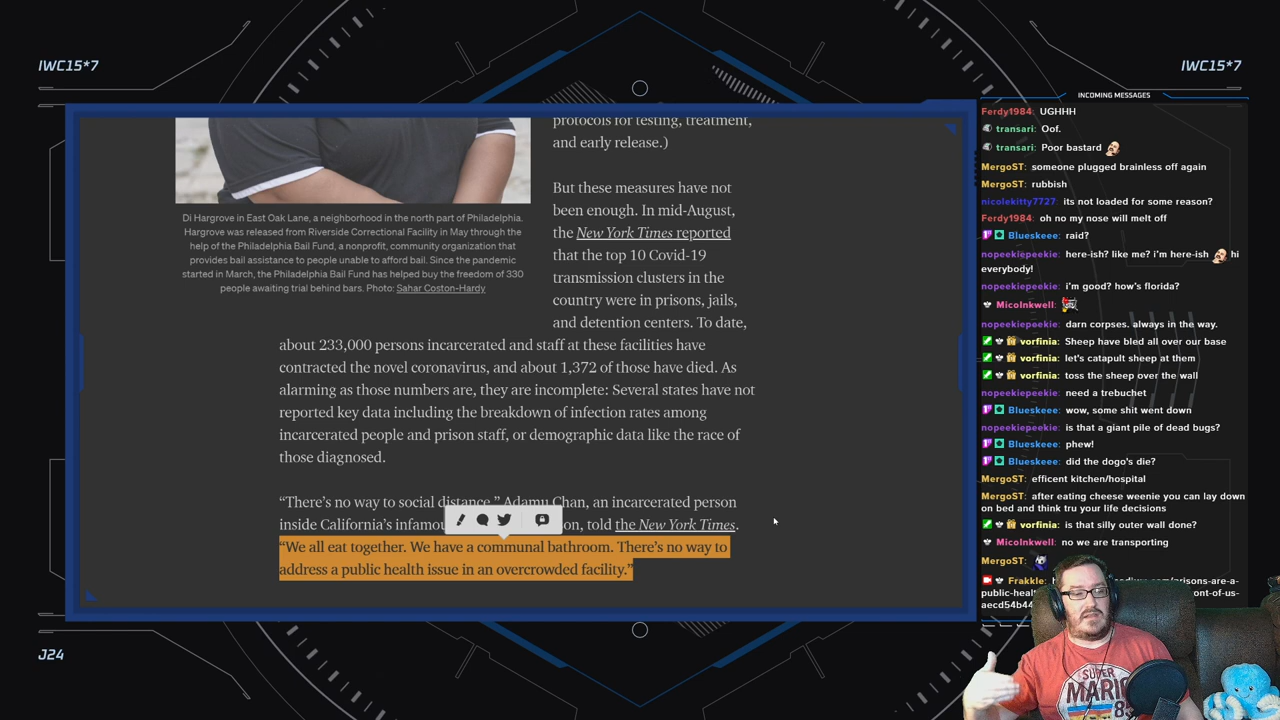 IWC15*7
IWC15*7
protocols for testing, treatment,
and early release.)
But these measures have not
been enough. In mid-August,
the New York Times reported
that the top 10 Covid-19
transmission clusters in the
country were in prisons, jails,
and detention centers. To date,
about 233,000 persons incarcerated and staff at these facilities have
contracted the novel coronavirus, and about 1,372 of those have died. As
alarming as those numbers are, they are incomplete: Several states have not
reported key data including the breakdown of infection rates among
incarcerated people and prison staff, or demographic data like the race of
those diagnosed.
“There’s no way to social distance,” Adamu Chan, an incarcerated person
inside California’s infamou on, told the New York Times.
“We all eat together. We have a communal bathroom. There’s no way to
address a public health issue in an overcrowded facility.”
Di Hargrove in East Oak Lane, a neighborhood in the north part of Philadelphia.
Hargrove was released from Riverside Correctional Facility in May through the
help of the Philadelphia Bail Fund, a nonprofit, community organization that
provides bail assistance to people unable to afford bail. Since the pandemic
started in March, the Philadelphia Bail Fund has helped buy the freedom of 330
people awaiting trial behind bars. Photo: Sahar Coston-Hardy
INCOMING MESSAGES
Ferdy1984: UGHHH
transari: Oof.
transari: Poor bastard
MergoST: someone plugged brainless off again
MergoST: rubbish
nicolekitty7727: its not loaded for some reason?
Ferdy1984: oh no my nose will melt off
Blueskeee: raid?
nopeekiepeekie: here-ish? like me? i'm here-ish hi
everybody!
nopeekiepeekie: i'm good? how's florida?
MicoInkwell:
nopeekiepeekie: darn corpses. always in the way.
vorfinia: Sheep have bled all over our base
vorfinia: let's catapult sheep at them
vorfinia: toss the sheep over the wall
nopeekiepeekie: need a trebuchet
Blueskeee: wow, some shit went down
nopeekiepeekie: is that a giant pile of dead bugs?
Blueskeee: phew!
Blueskeee: did the dogo's die?
MergoST: efficent kitchen/hospital
MergoST: after eating cheese weenie you can lay down
on bed and think tru your life decisions
vorfinia: is that silly outer wall done?
MicoInkwell: no we are transporting
MergoST:
Frakkle: h dium.com/prisons-are-a-
public-heal ont-of-us-
aecd54b44
J24
SUPER
MARIO